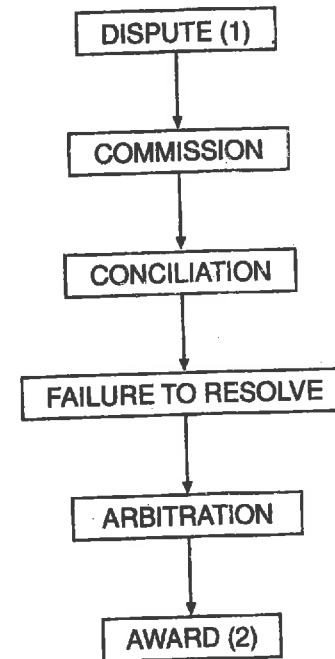 DISPUTE (1)
COMMISSION
CONCILIATION
FAILURE TO RESOLVE
ARBITRATION
AWARD (2)